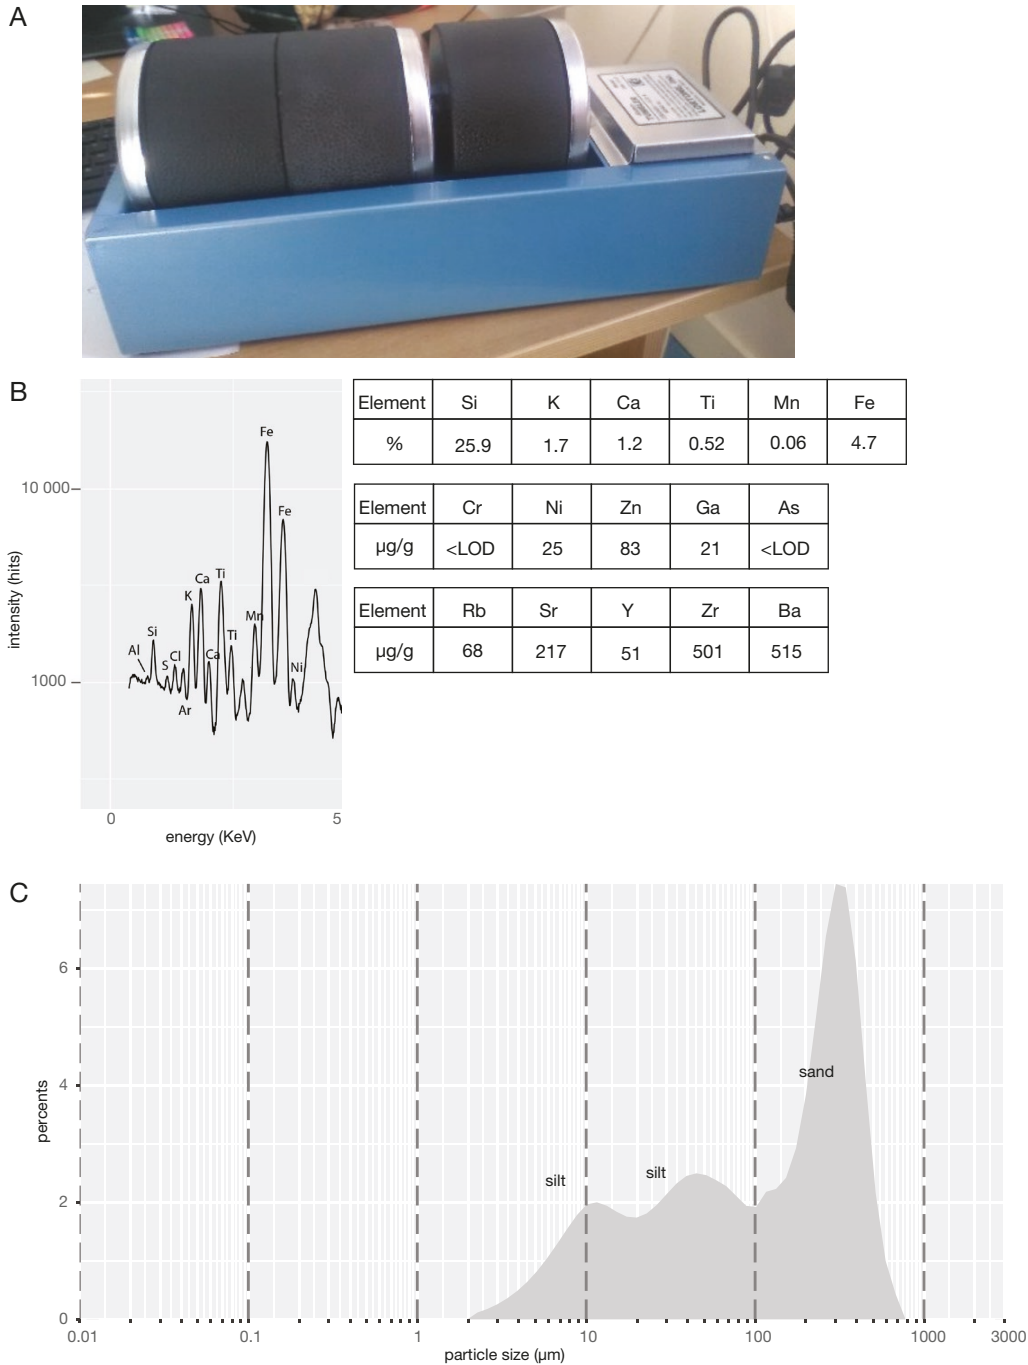 A
B
Element Si K Ca Ti Mn Fe
% 25.9 1.7 1.2 0.52 0.06 4.7
Element Cr Ni Zn Ga As
µg/g <LOD 25 83 21 <LOD
Element Rb Sr Y Zr Ba
µg/g 68 217 51 501 515
intensity (hits)
10 000
1000
Al
Si
S
Cl
Ar
K
Ca
Ca
Ti
Ti
Mn
Fe
Fe
Ni
0 5
energy (KeV)
C
percents
6
4
2
0
silt
silt
sand
0.01 0.1 1 10 100 1000 3000
particle size (µm)